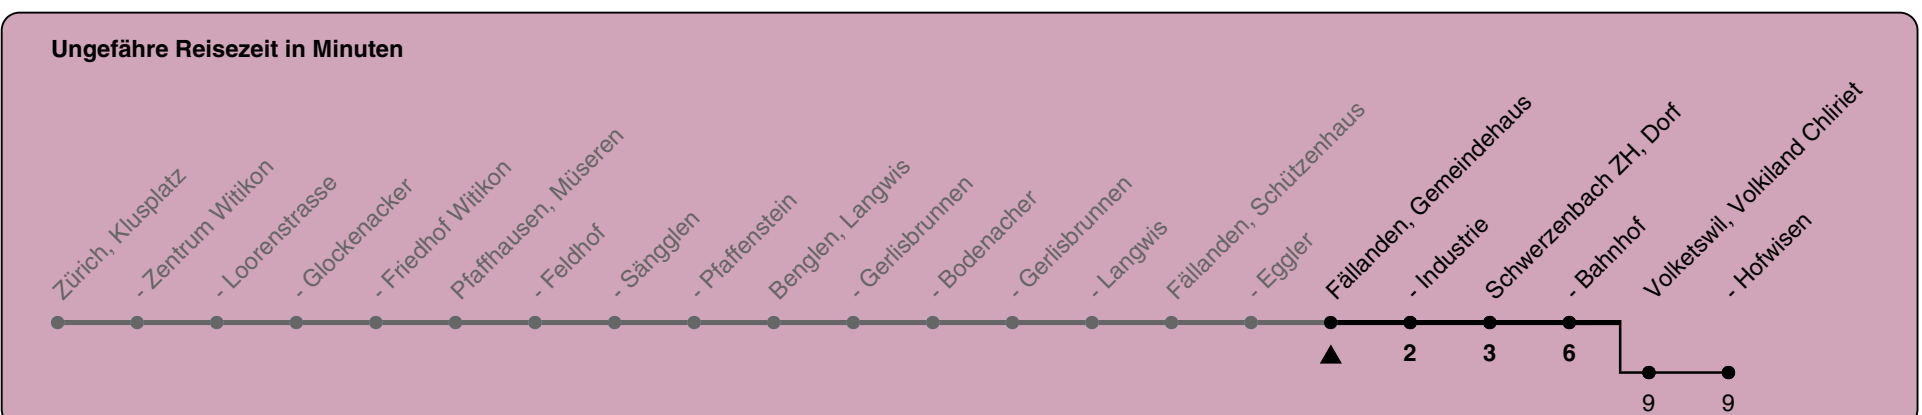 Ungefähre Reisezeit in Minuten
Zürich, Klusplatz
- Zentrum Witikon
- Loorenstrasse
- Glockenacker
- Friedhof Witikon
Pfaffhausen, Müseren
- Feldhof
- Sängglen
- Pfaffenstein
Benglen, Langwis
- Gerlisbrunnen
- Bodenacher
- Gerlisbrunnen
- Langwis
Fällanden, Schützenhaus
- Eggler
Fällanden, Gemeindehaus
- Industrie
Schwerzenbach ZH, Dorf
- Bahnhof
Volketswil, Volkiland Chliriet
- Hofwisen
2 3 6
9 9